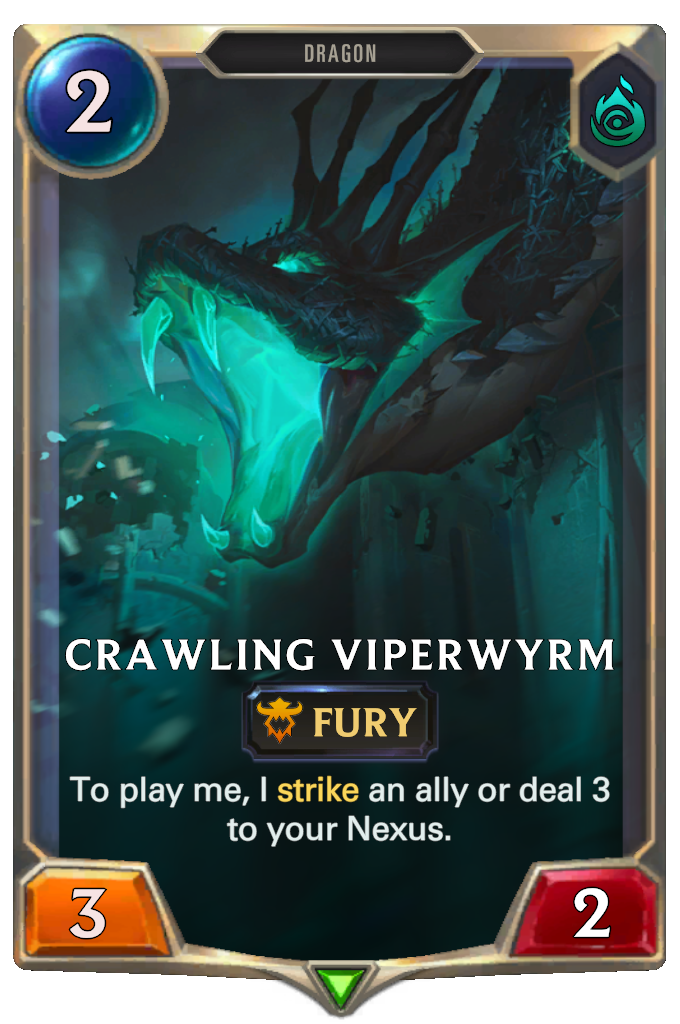 DRAGON
2
CRAWLING VIPERWYRM
FURY
To play me, I strike an ally or deal 3
to your Nexus.
3
2